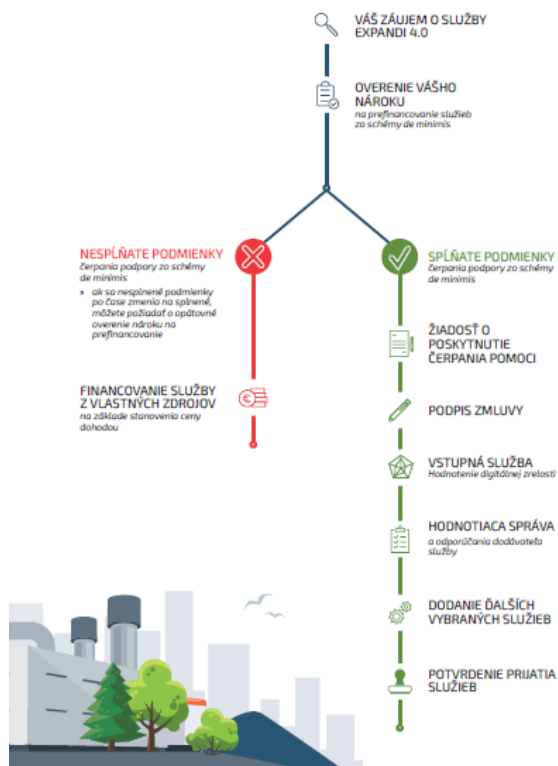 VÁŠ ZÁUJEM O SLUŽBY
EXPANDI 4.0
OVERENIE VÁŠHO
NÁROKU
na prefinancovanie služieb
zo schémy de minimis
NESPĹŇATE PODMIENKY
čerpania podpory zo schémy
de minimis
» ak sa nesplnené podmienky
po čase zmenia na splnené,
môžete požiadať o opätovné
overenie nároku na
prefinancovanie
FINANCOVANIE SLUŽBY
Z VLASTNÝCH ZDROJOV
na základe stanovenia ceny
dohodou
SPĹŇATE PODMIENKY
čerpania podpory zo schémy
de minimis
ŽIADOSŤ O
POSKYTNUTIE
ČERPANIA POMOCI
PODPIS ZMLUVY
VSTUPNÁ SLUŽBA
Hodnotenie digitálnej zrelosti
HODNOTIACA SPRÁVA
a odporúčania dodávateľa
služby
DODANIE ĎALŠÍCH
VYBRANÝCH SLUŽIEB
POTVRDENIE PRIJATIA
SLUŽIEB